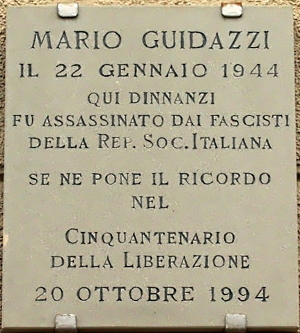 MARIO GUIDAZZI
IL 22 GENNAIO 1944
QUI DINNANZI
FU ASSASSINATO DAI FASCISTI
DELLA REP. SOC. ITALIANA
SE NE PONE IL RICORDO
NEL
CINQUANTENARIO
DELLA LIBERAZIONE
20 OTTOBRE 1994